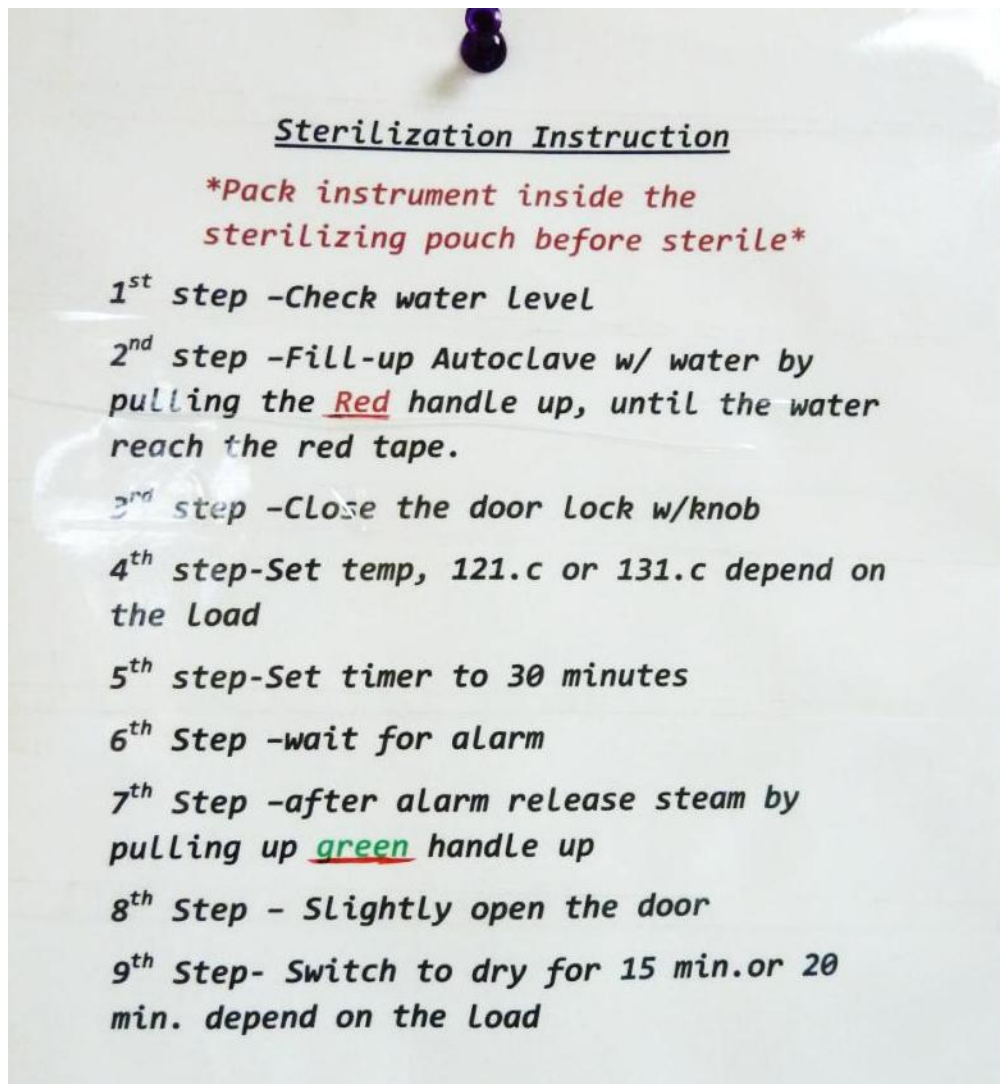 Sterilization Instruction
*Pack instrument inside the
sterilizing pouch before sterile*
1st step –Check water level
2nd step –Fill-up Autoclave w/ water by
pulling the Red handle up, until the water
reach the red tape.
3rd step –Close the door lock w/knob
4th step-Set temp, 121.c or 131.c depend on
the load
5th step-Set timer to 30 minutes
6th Step –wait for alarm
7th Step –after alarm release steam by
pulling up green handle up
8th Step – Slightly open the door
9th Step- Switch to dry for 15 min.or 20
min. depend on the load